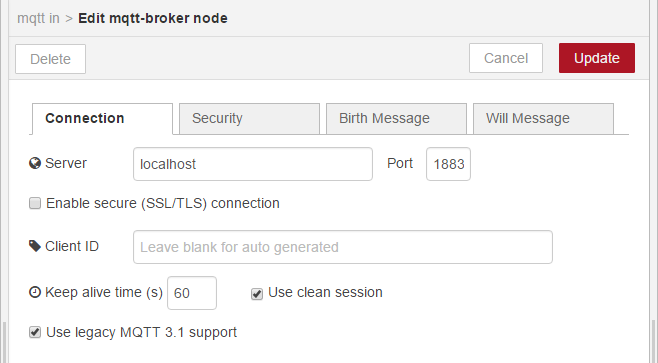 mqtt in > Edit mqtt-broker node
Delete Cancel Update
Connection Security Birth Message Will Message
Server localhost Port 1883
Enable secure (SSL/TLS) connection
Client ID Leave blank for auto generated
Keep alive time (s) 60 Use clean session
Use legacy MQTT 3.1 support